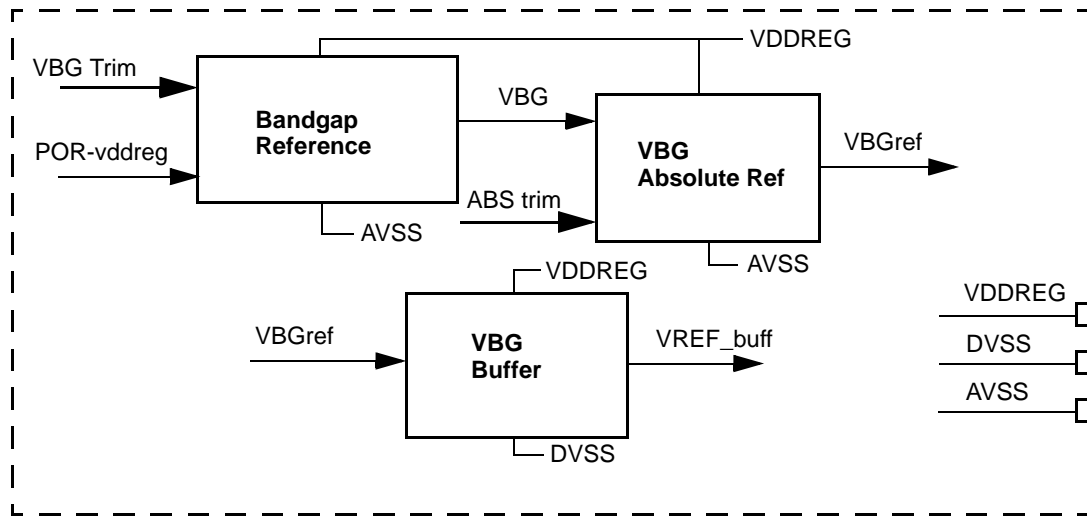 VDDREG
VBG Trim
VBG
Bandgap
Reference
VBGref
VBG
Absolute Ref
POR-vddreg
ABS trim
AVSS
AVSS
VDDREG
VDDREG
VBGref
VBG
Buffer
VREF_buff
DVSS
AVSS
DVSS